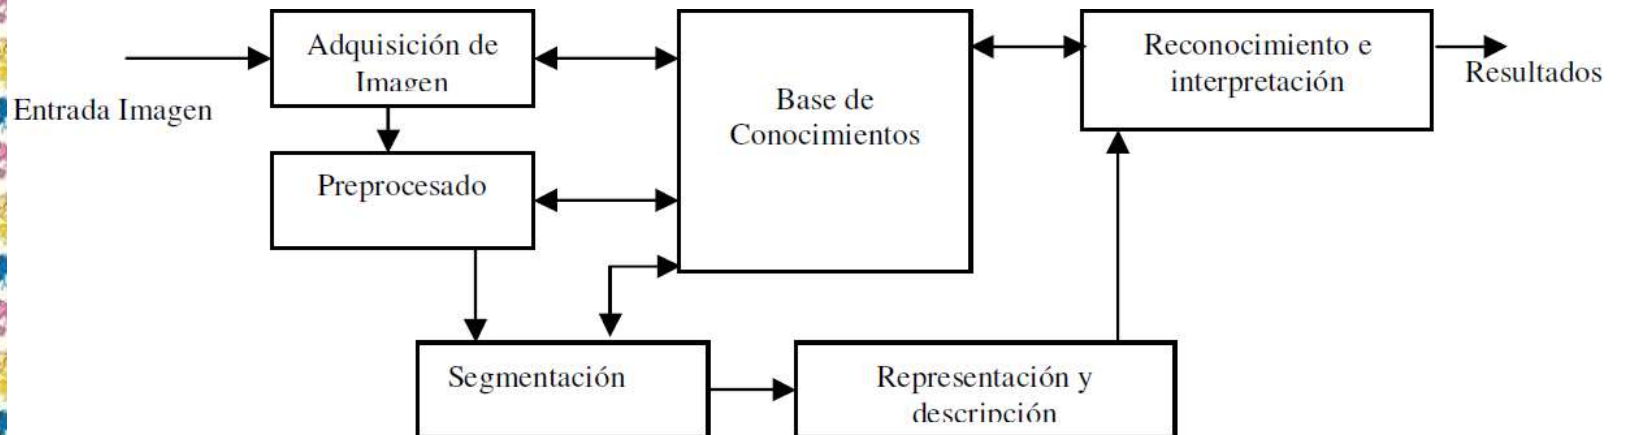 Entrada Imagen
Adquisición de
Imagen
Preprocesado
Base de
Conocimientos
Segmentación
Representación y
descripción
Reconocimiento e
interpretación
Resultados